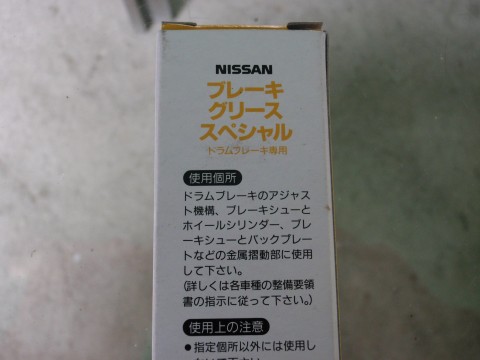 NISSAN
ブレーキ
グリース
スペシャル
ドラムブレーキ専用
使用個所
ドラムブレーキのアジャス
ト機構、ブレーキシューと
ホイールシリンダー、ブレ
ーキシューとバックプレー
トなどの金属摺動部に使用
して下さい。
(詳しくは各車種の整備要領
書の指示に従って下さい。)
使用上の注意
●指定個所以外には使用し
ないで下さい